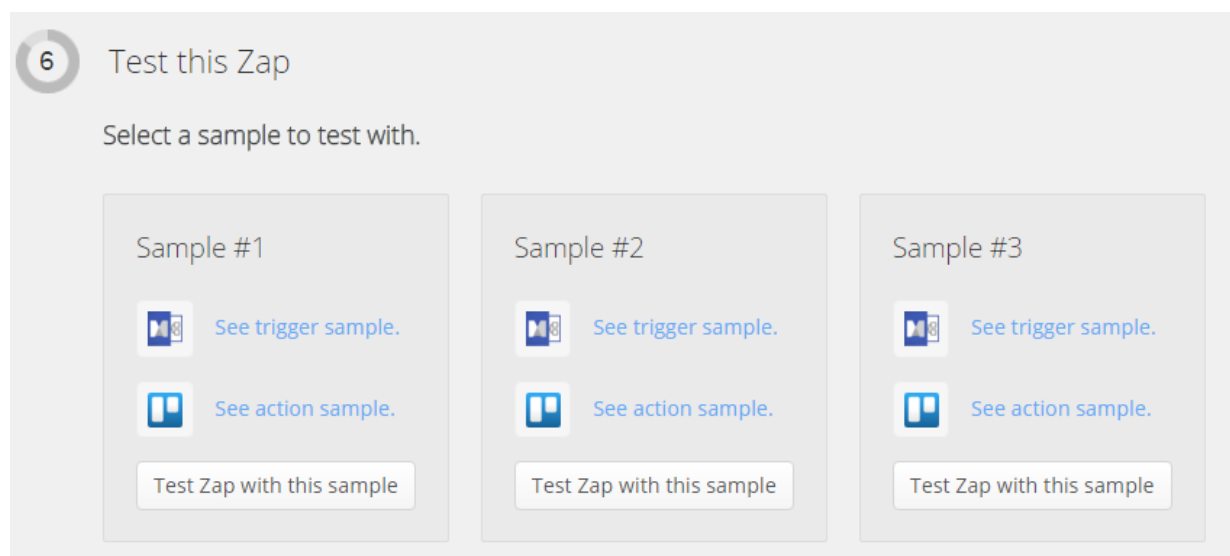 6 Test this Zap
Select a sample to test with.
Sample #1
See trigger sample.
See action sample.
Test Zap with this sample
Sample #2
See trigger sample.
See action sample.
Test Zap with this sample
Sample #3
See trigger sample.
See action sample.
Test Zap with this sample